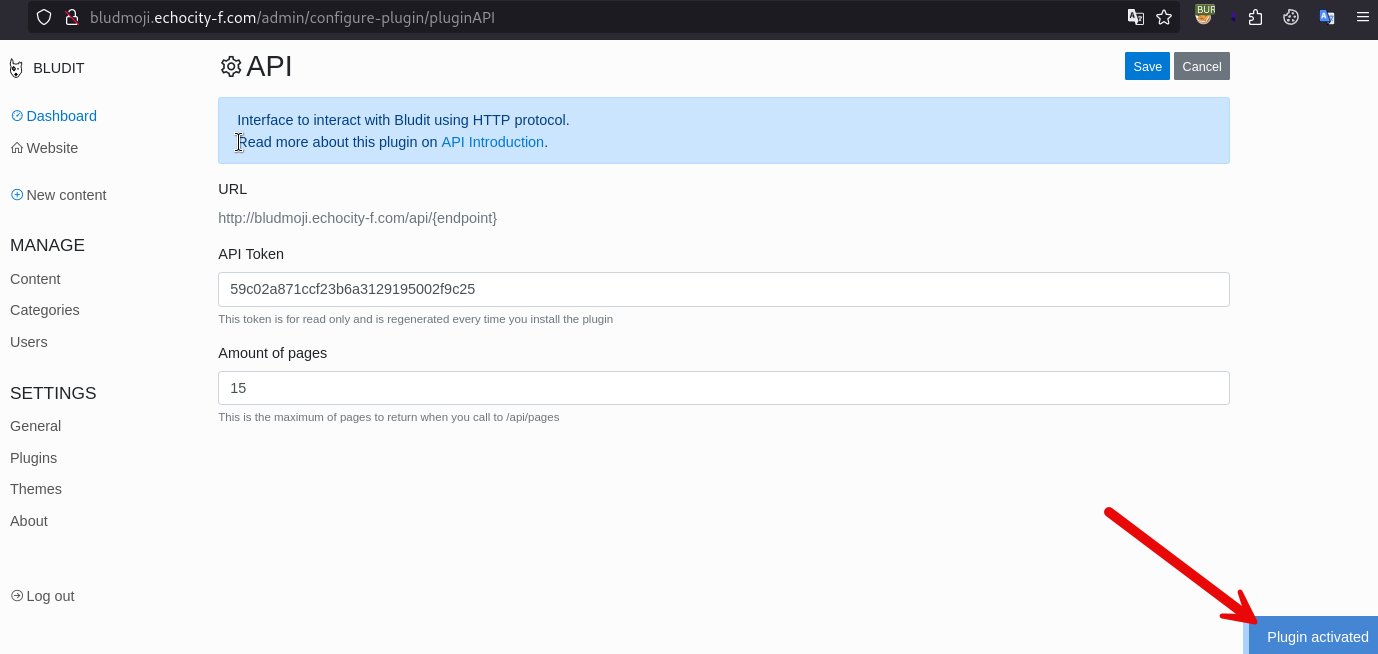 bludmoji.echocity-f.com/admin/configure-plugin/pluginAPI
BUR
BLUDIT
Dashboard
Website
New content
MANAGE
Content
Categories
Users
SETTINGS
General
Plugins
Themes
About
Log out
API
Save
Cancel
Interface to interact with Bludit using HTTP protocol.
Read more about this plugin on API Introduction.
URL
http://bludmoji.echocity-f.com/api/{endpoint}
API Token
59c02a871ccf23b6a3129195002f9c25
This token is for read only and is regenerated every time you install the plugin
Amount of pages
15
This is the maximum of pages to return when you call to /api/pages
Plugin activated